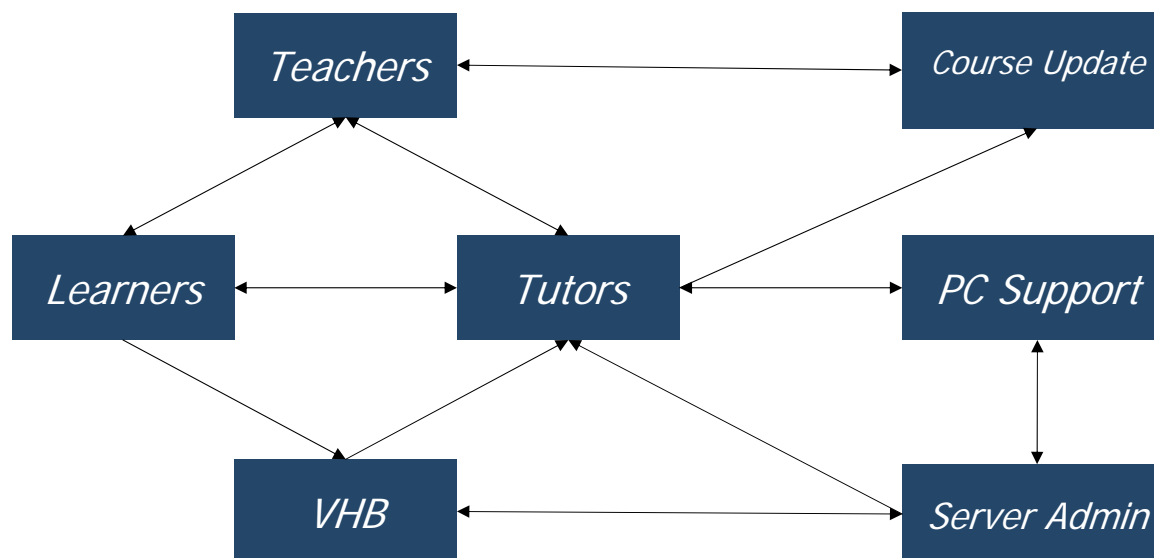 Teachers
Course Update
Learners
Tutors
PC Support
VHB
Server Admin